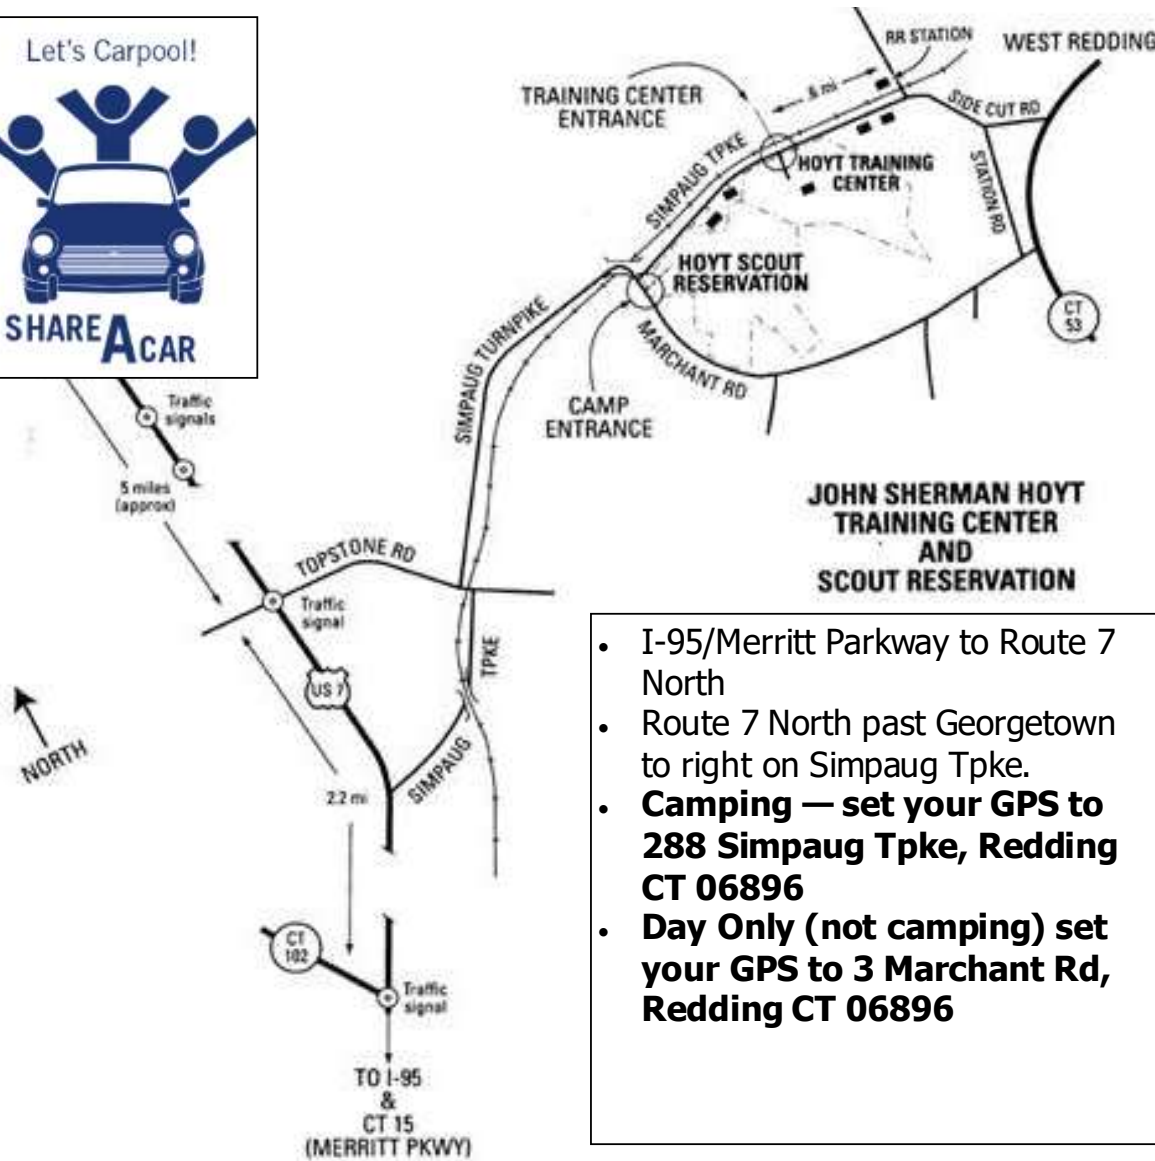 Let's Carpool!
SHARE A CAR
RR STATION
WEST REDDING
TRAINING CENTER
ENTRANCE
SIDE CUT RD
SIMPAUG TPKE
HOYT TRAINING
CENTER
STATION RD
HOYT SCOUT
RESERVATION
CT
53
SIMPAUG TURNPIKE
MARCHANT RD
CAMP
ENTRANCE
Traffic
signals
5 miles
(approx)
JOHN SHERMAN HOYT
TRAINING CENTER
AND
SCOUT RESERVATION
TOPSTONE RD
Traffic
signal
TPKE
US 7
NORTH
SIMPAUG
2.2 mi
CT
102
Traffic
signal
TO I-95
&
CT 15
(MERRITT PKWY)
• I-95/Merritt Parkway to Route 7
North
• Route 7 North past Georgetown
to right on Simpaug Tpke.
• Camping — set your GPS to
288 Simpaug Tpke, Redding
CT 06896
• Day Only (not camping) set
your GPS to 3 Marchant Rd,
Redding CT 06896